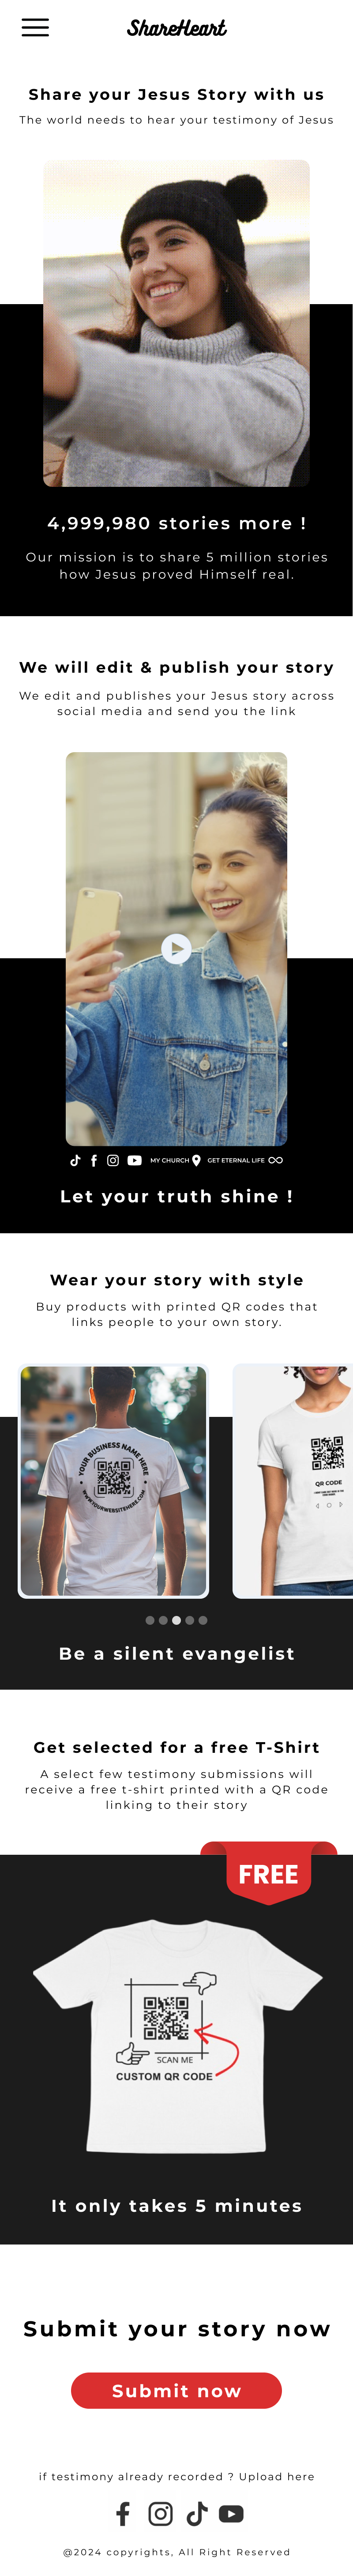 ShareHeart
Share your Jesus Story with us
The world needs to hear your testimony of Jesus
4,999,980 stories more !
Our mission is to share 5 million stories
how Jesus proved Himself real.
We will edit & publish your story
We edit and publishes your Jesus story across
social media and send you the link
MY CHURCH GET ETERNAL LIFE
Let your truth shine !
Wear your story with style
Buy products with printed QR codes that
links people to your own story.
YOUR BUSINESS NAME HERE
WWW.YOURWEBSITEHERE.COM
QR CODE
Be a silent evangelist
Get selected for a free T-Shirt
A select few testimony submissions will
receive a free t-shirt printed with a QR code
linking to their story
FREE
SCAN ME
CUSTOM QR CODE
It only takes 5 minutes
Submit your story now
Submit now
if testimony already recorded ? Upload here
@2024 copyrights, All Right Reserved